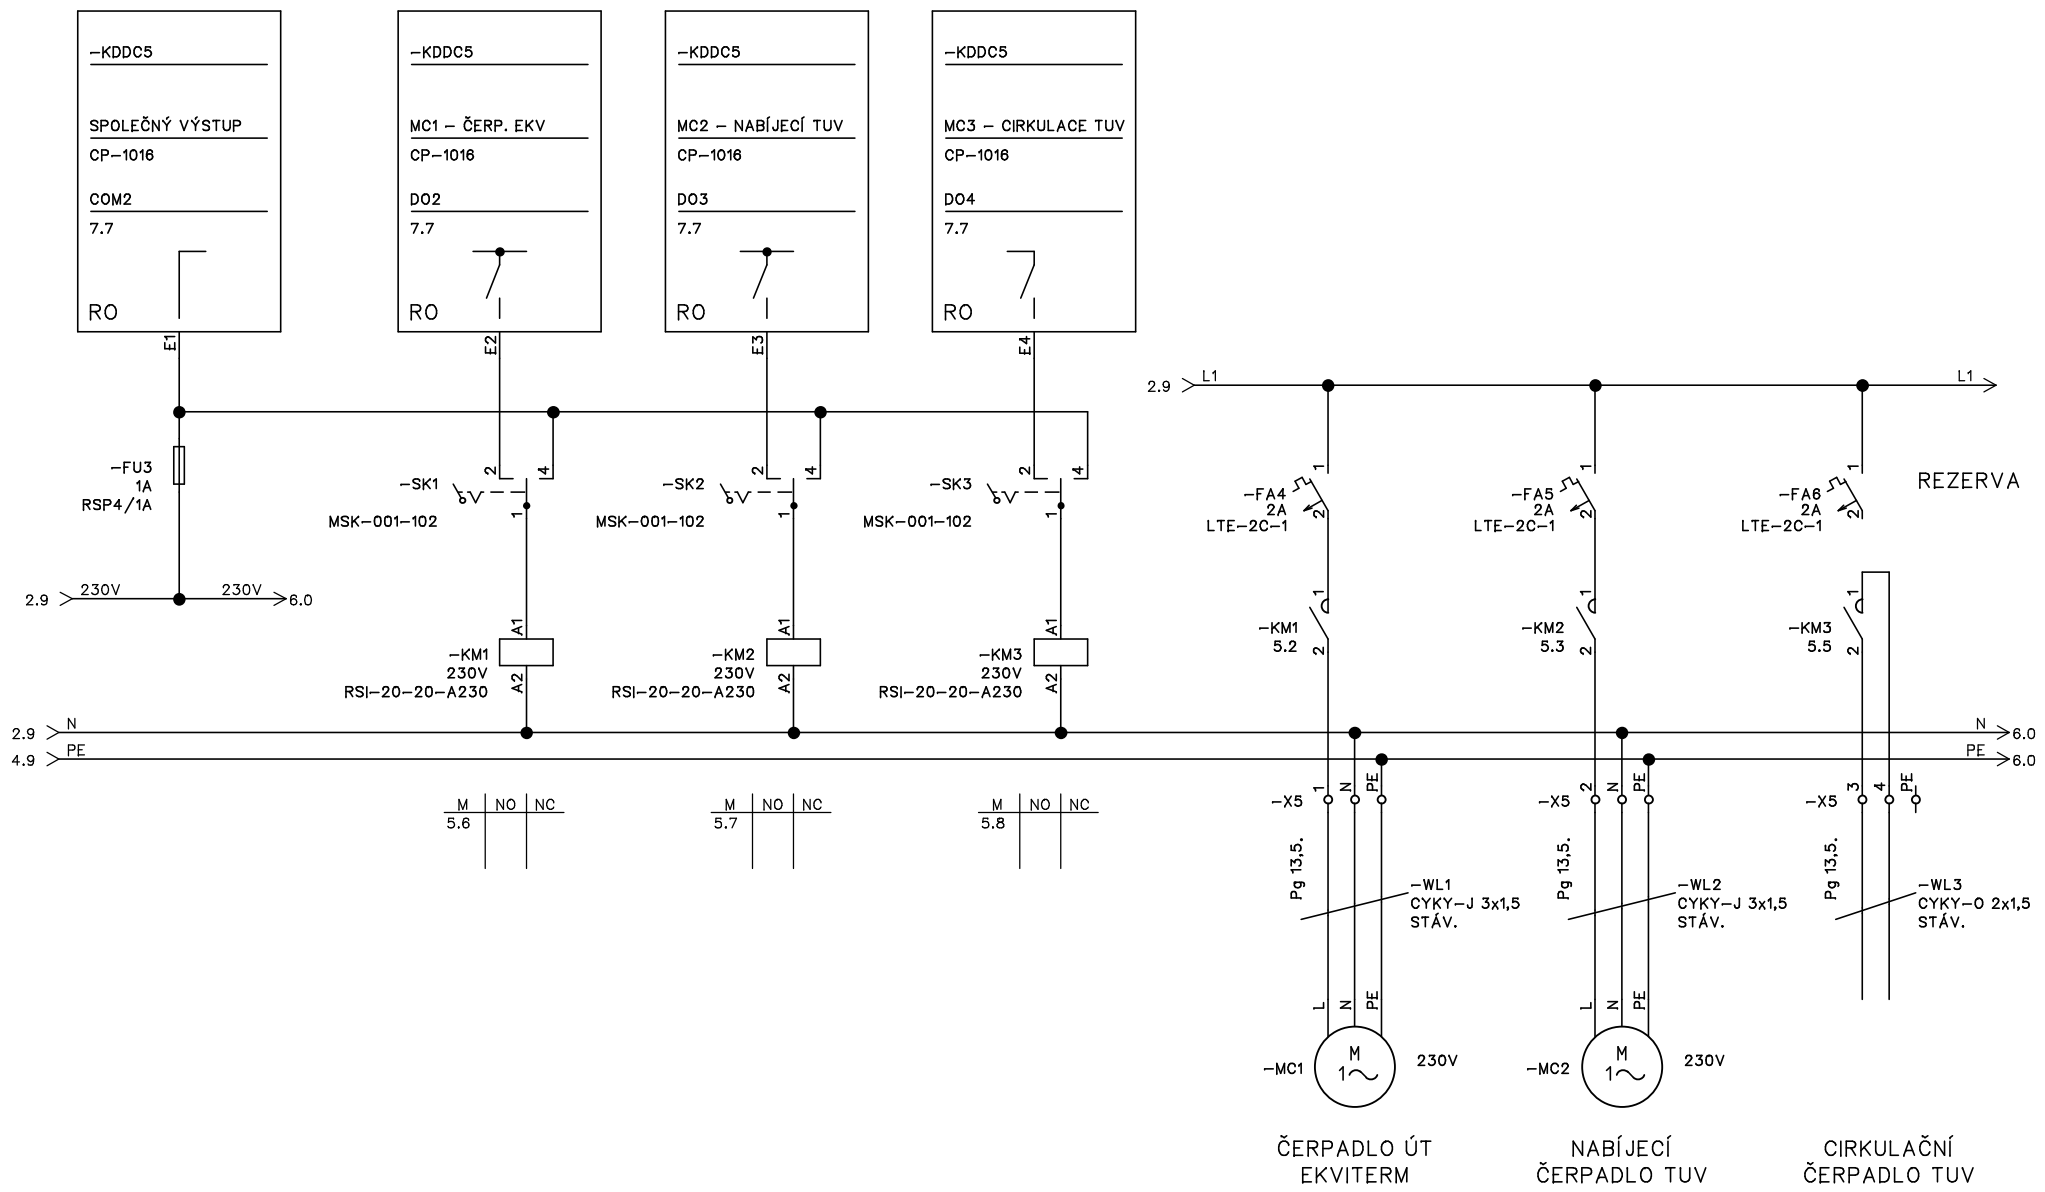 -KDDC5
SPOLEČNÝ VÝSTUP
CP-1016
COM2
7.7
RO
E1
-KDDC5
MC1 - ČERP. EKV
CP-1016
DO2
7.7
RO
E2
-KDDC5
MC2 - NABÍJECÍ TUV
CP-1016
DO3
7.7
RO
E3
-KDDC5
MC3 - CIRKULACE TUV
CP-1016
DO4
7.7
RO
E4
-FU3
1A
RSP4/1A
2.9
230V
230V
6.0
2
4
-SK1
1
MSK-001-102
2
4
-SK2
1
MSK-001-102
2
4
-SK3
1
MSK-001-102
A1
-KM1
230V
RSI-20-20-A230
A2
A1
-KM2
230V
RSI-20-20-A230
A2
A1
-KM3
230V
RSI-20-20-A230
A2
2.9
L1
L1
1
-FA4
2A
LTE-2C-1
2
1
-FA5
2A
LTE-2C-1
2
1
-FA6
2A
LTE-2C-1
2
REZERVA
1
-KM1
5.2
2
1
-KM2
5.3
2
1
-KM3
5.5
2
2.9
N
N
6.0
4.9
PE
PE
6.0
M NO NC
5.6
M NO NC
5.7
M NO NC
5.8
-X5
1
N
PE
-X5
2
N
PE
-X5
3
4
PE
Pg 13,5.
-WL1
CYKY-J 3x1,5
STÁV.
Pg 13,5.
-WL2
CYKY-J 3x1,5
STÁV.
Pg 13,5.
-WL3
CYKY-O 2x1,5
STÁV.
L
N
PE
-MC1
M
1
230V
L
N
PE
-MC2
M
1
230V
ČERPADLO ÚT
EKVITERM
NABÍJECÍ
ČERPADLO TUV
CIRKULAČNÍ
ČERPADLO TUV